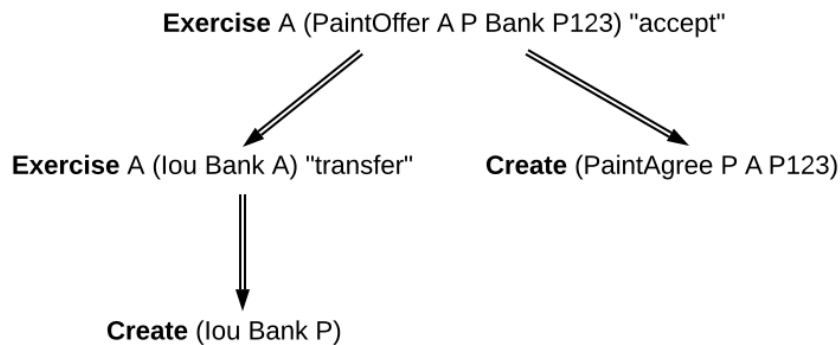 Exercise A (PaintOffer A P Bank P123) "accept"
Exercise A (Iou Bank A) "transfer"
Create (PaintAgree P A P123)
Create (Iou Bank P)